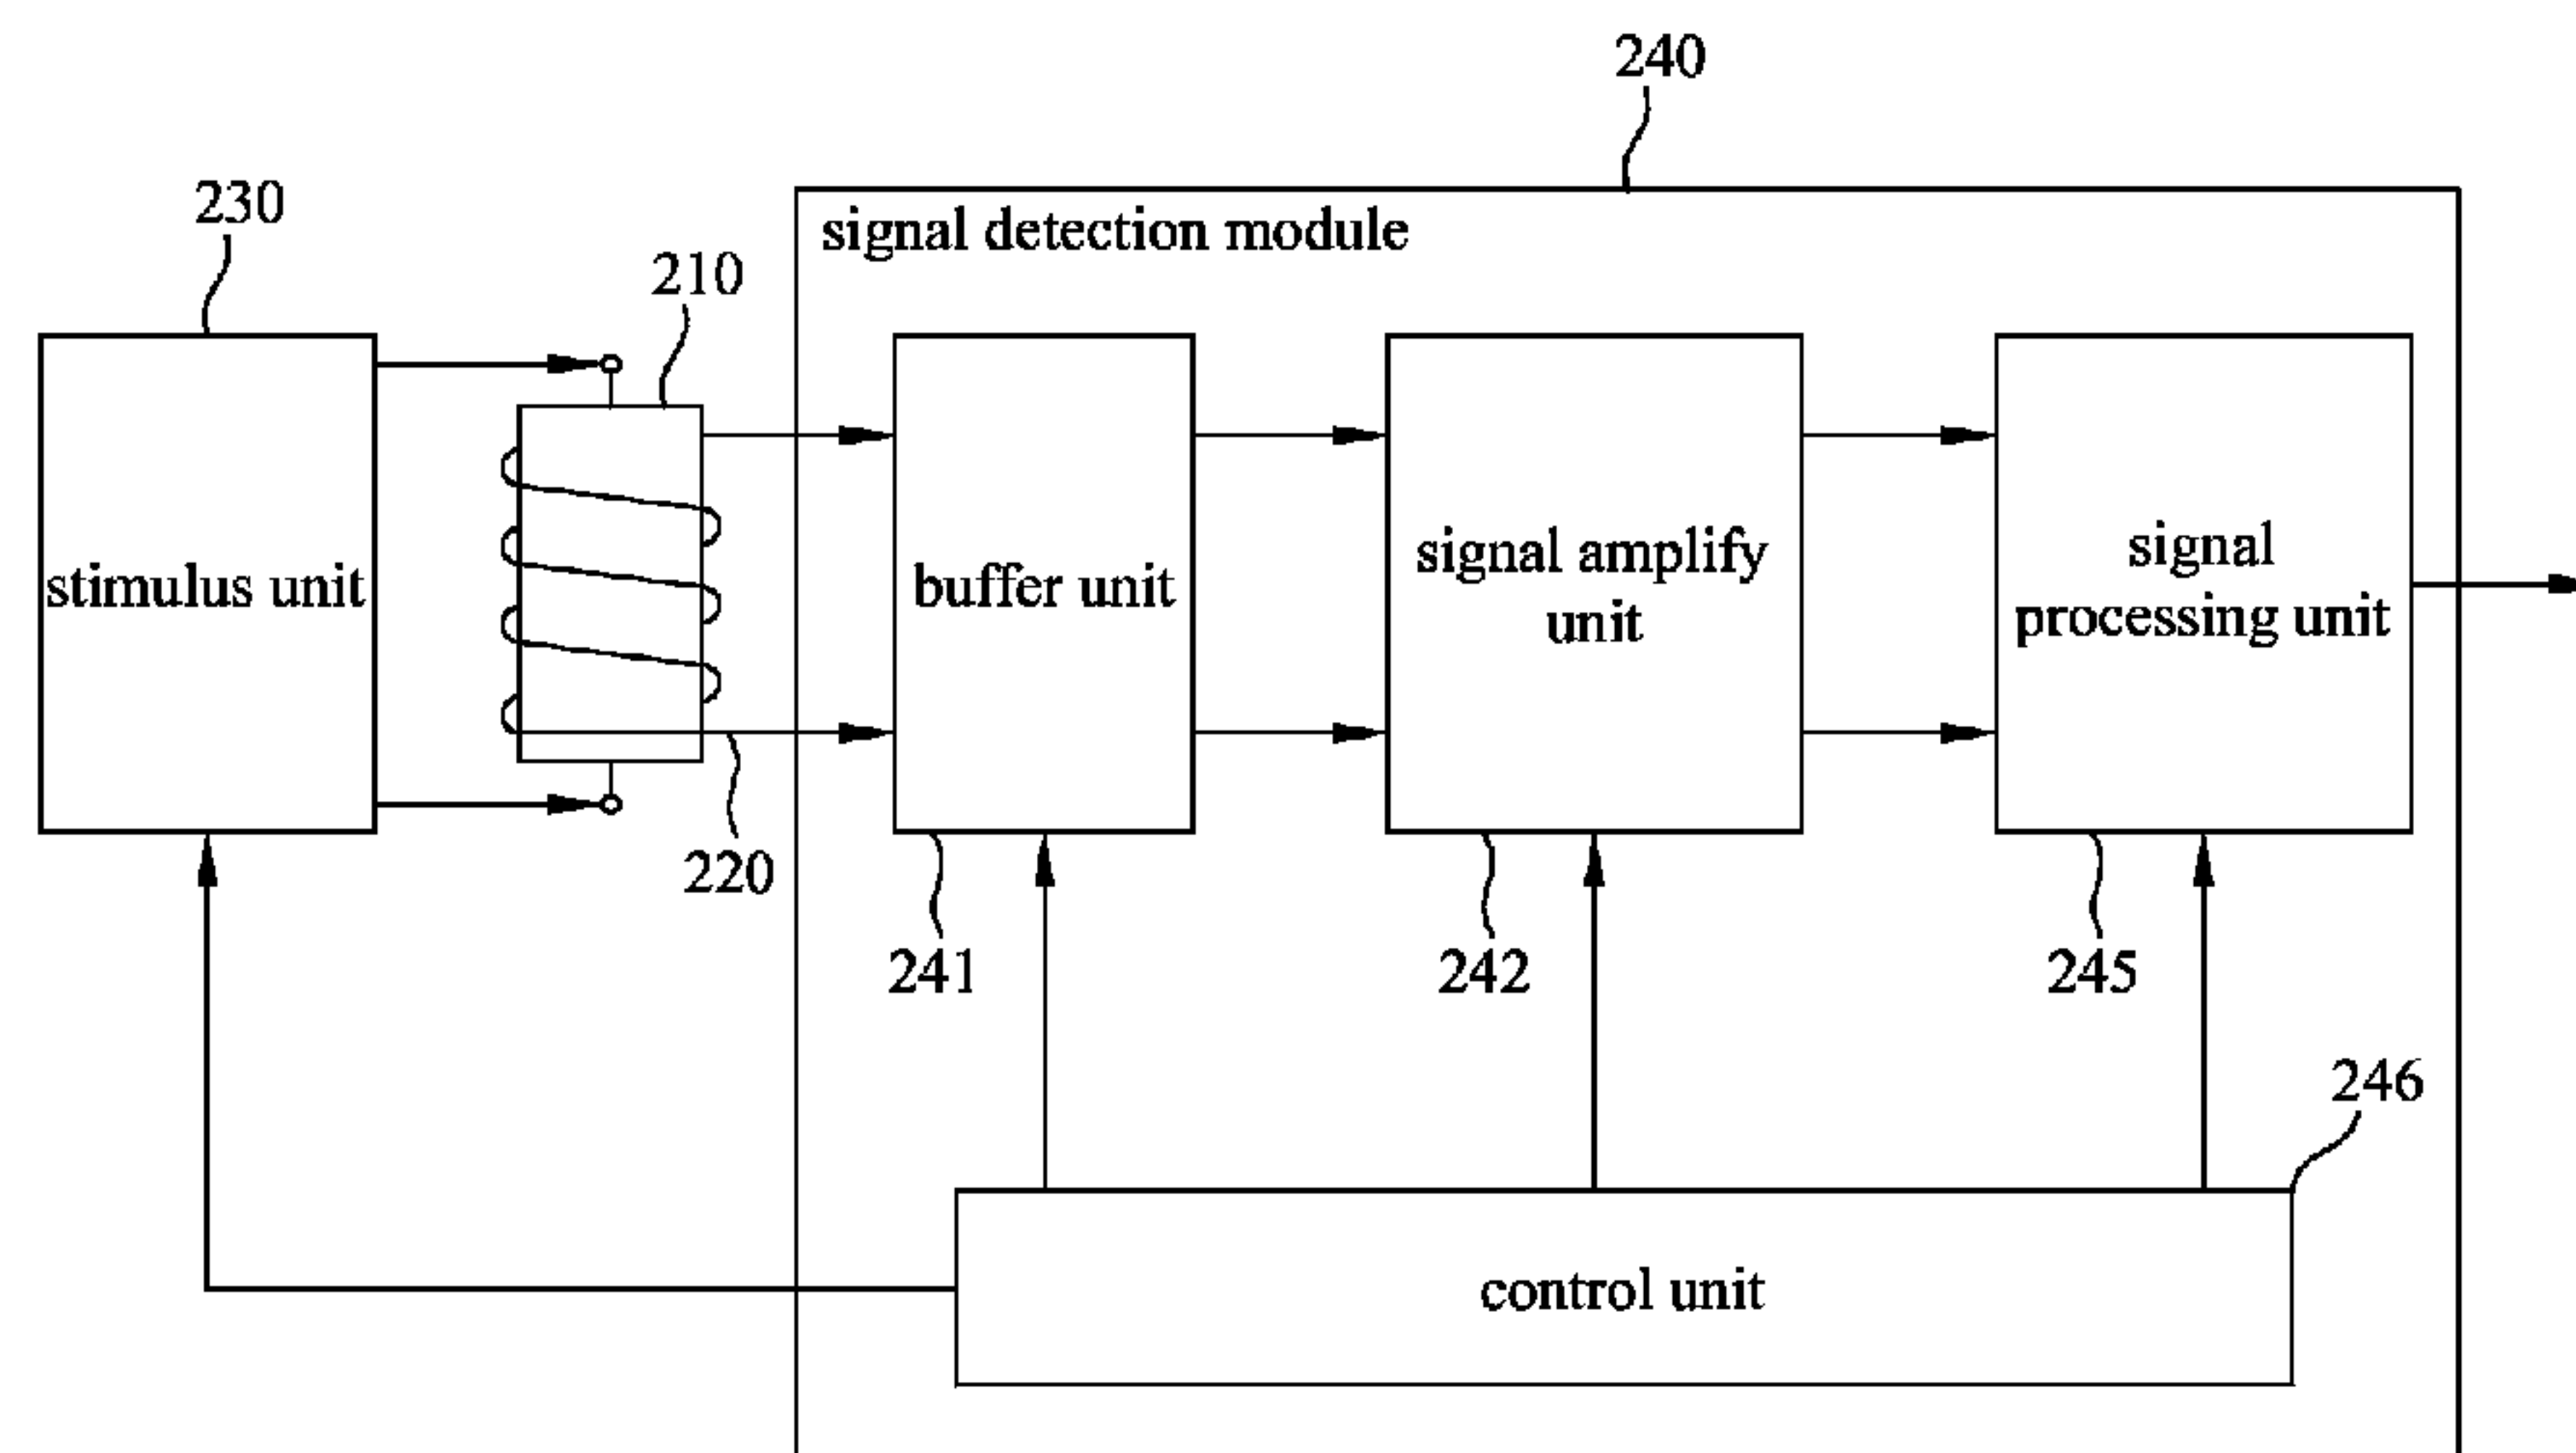 240
230
signal detection module
210
stimulus unit
buffer unit
signal amplify
unit
signal
processing unit
220
241
242
245
246
control unit